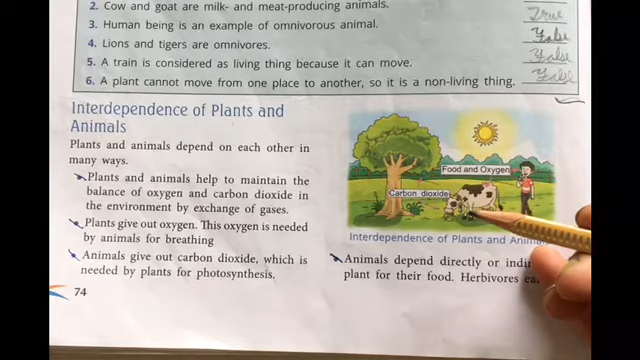 2. Cow and goat are milk- and meat-producing animals.
3. Human being is an example of omnivorous animal.
True
4. Lions and tigers are omnivores.
False
5. A train is considered as living thing because it can move.
False
6. A plant cannot move from one place to another, so it is a non-living thing.
False
Interdependence of Plants and
Animals
Plants and animals depend on each other in
many ways.
Plants and animals help to maintain the
balance of oxygen and carbon dioxide in
the environment by exchange of gases.
Plants give out oxygen. This oxygen is needed
by animals for breathing
Animals give out carbon dioxide, which is
needed by plants for photosynthesis.
74
Food and Oxygen
Carbon dioxide
Interdependence of Plants and
Animals depend directly or
plant for their food. Herbivores